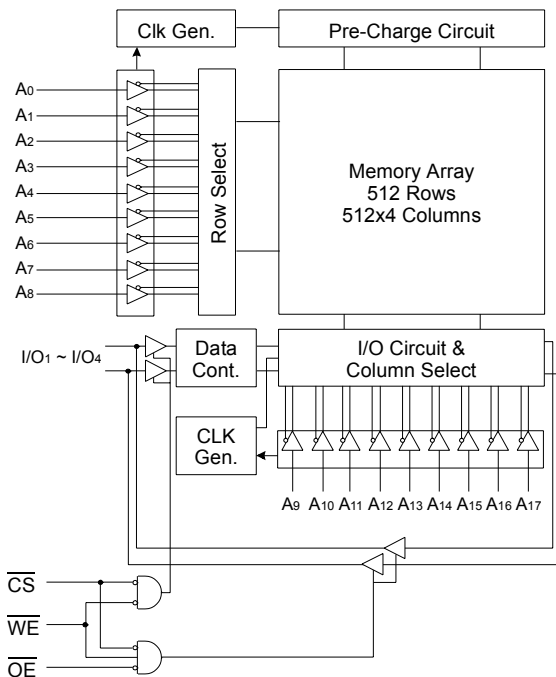 Clk Gen.
Pre-Charge Circuit
A0
A1
A2
A3
A4
A5
A6
A7
A8
Row Select
Memory Array
512 Rows
512x4 Columns
I/O1 ~ I/O4
Data
Cont.
I/O Circuit &
Column Select
CLK
Gen.
A9 A10 A11 A12 A13 A14 A15 A16 A17
CS
WE
OE